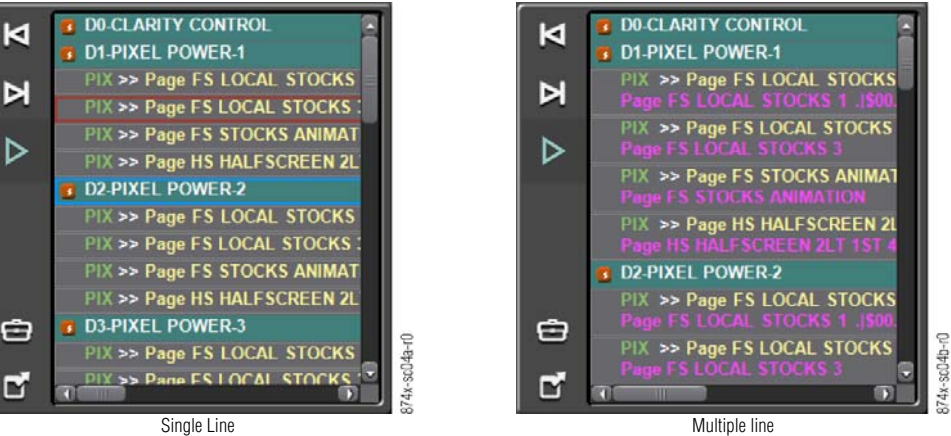 D0-CLARITY CONTROL
D1-PIXEL POWER-1
PIX >> Page FS LOCAL STOCKS
PIX >> Page FS LOCAL STOCKS
PIX >> Page FS STOCKS ANIMAT
PIX >> Page HS HALFSCREEN 2L
D2-PIXEL POWER-2
PIX >> Page FS LOCAL STOCKS
PIX >> Page FS LOCAL STOCKS
PIX >> Page FS STOCKS ANIMAT
PIX >> Page HS HALFSCREEN 2L
D3-PIXEL POWER-3
PIX >> Page FS LOCAL STOCKS
PIX >> Page FS LOCAL STOCKS
874x-sc04a-r0
Single Line
D0-CLARITY CONTROL
D1-PIXEL POWER-1
PIX >> Page FS LOCAL STOCKS
Page FS LOCAL STOCKS 1 .|$00.
PIX >> Page FS LOCAL STOCKS
Page FS LOCAL STOCKS 3
PIX >> Page FS STOCKS ANIMAT
Page FS STOCKS ANIMATION
PIX >> Page HS HALFSCREEN 2L
Page HS HALFSCREEN 2LT 1ST 4
D2-PIXEL POWER-2
PIX >> Page FS LOCAL STOCKS
Page FS LOCAL STOCKS 1 .|$00.
PIX >> Page FS LOCAL STOCKS
Page FS LOCAL STOCKS 3
874x-sc04b-r0
Multiple line